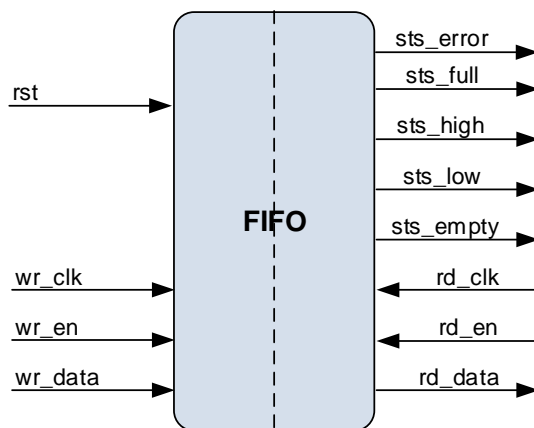 sts_error
sts_full
rst
sts_high
sts_low
FIFO
sts_empty
wr_clk
rd_clk
wr_en
rd_en
wr_data
rd_data